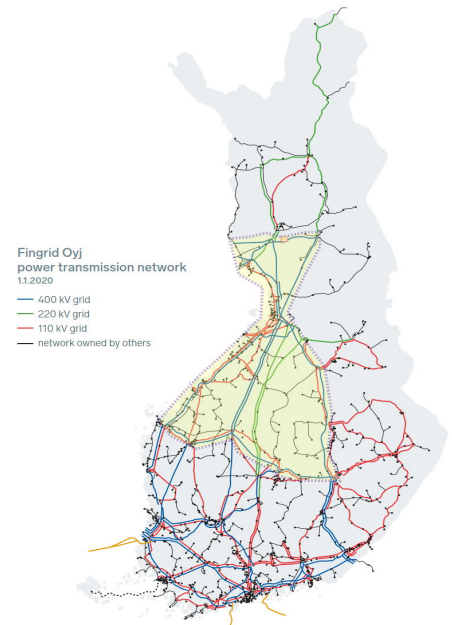 Fingrid Oyj
power transmission network
1.1.2020
400 kV grid
220 kV grid
110 kV grid
network owned by others